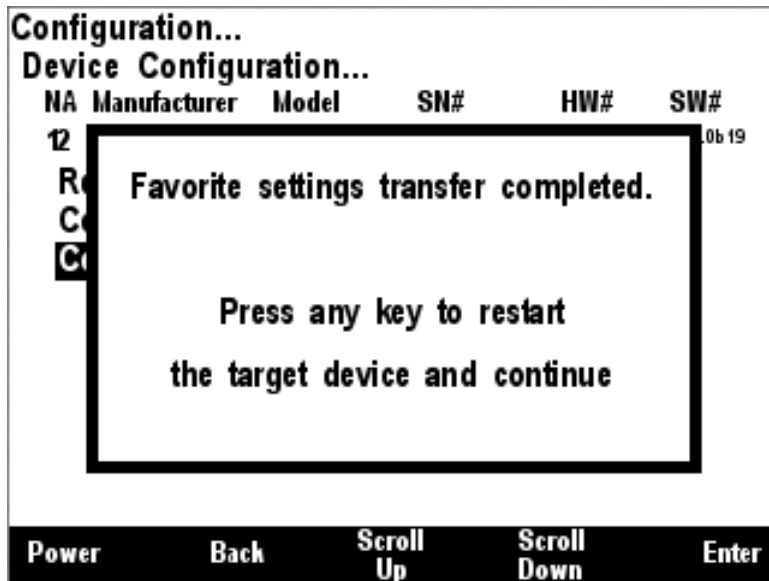 Configuration...
Device Configuration...
NA Manufacturer Model SN# HW# SW#
12 .0b19
Favorite settings transfer completed.
Press any key to restart
the target device and continue
Power Back Scroll Up Scroll Down Enter